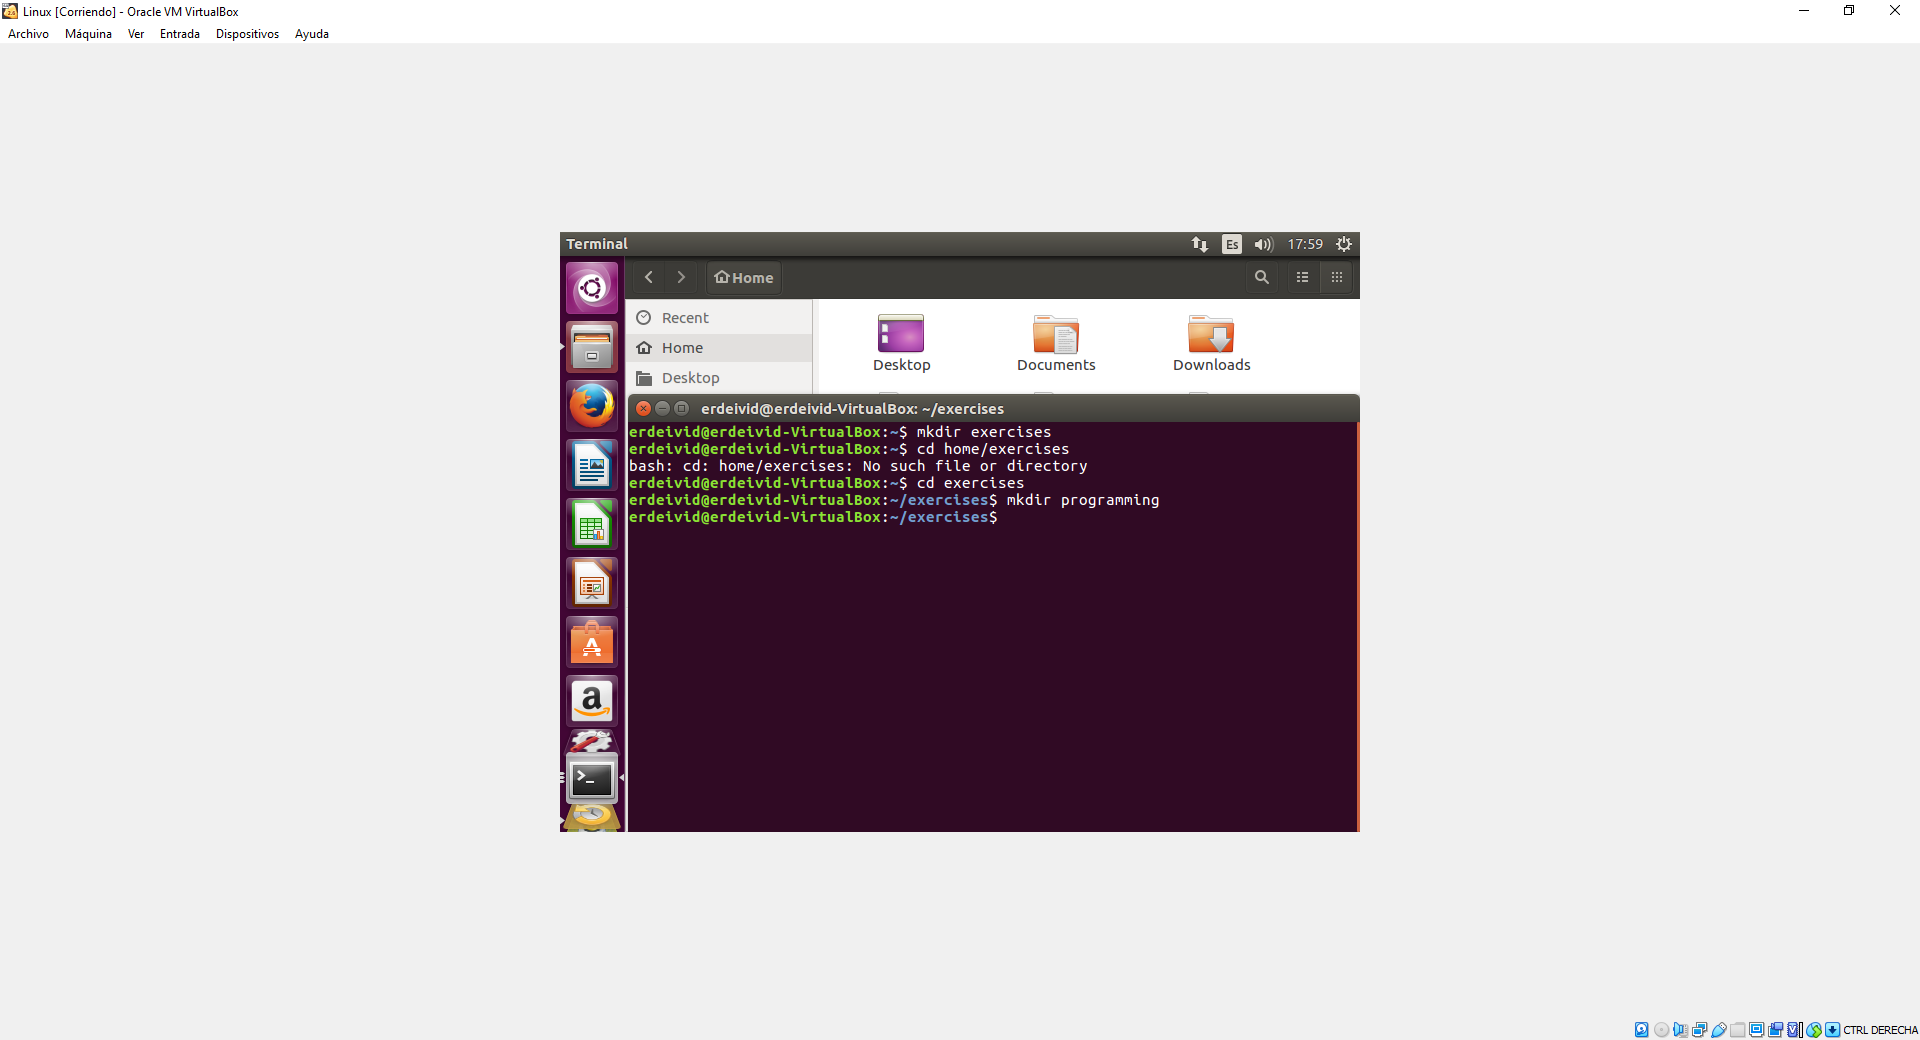 Linux [Corriendo] - Oracle VM VirtualBox
Archivo Máquina Ver Entrada Dispositivos Ayuda
Terminal Es 17:59
Home
Recent
Home
Desktop
Desktop Documents Downloads
erdeivid@erdeivid-VirtualBox: ~/exercises
erdeivid@erdeivid-VirtualBox:~$ mkdir exercises
erdeivid@erdeivid-VirtualBox:~$ cd home/exercises
bash: cd: home/exercises: No such file or directory
erdeivid@erdeivid-VirtualBox:~$ cd exercises
erdeivid@erdeivid-VirtualBox:~/exercises$ mkdir programming
erdeivid@erdeivid-VirtualBox:~/exercises$
CTRL DERECHA